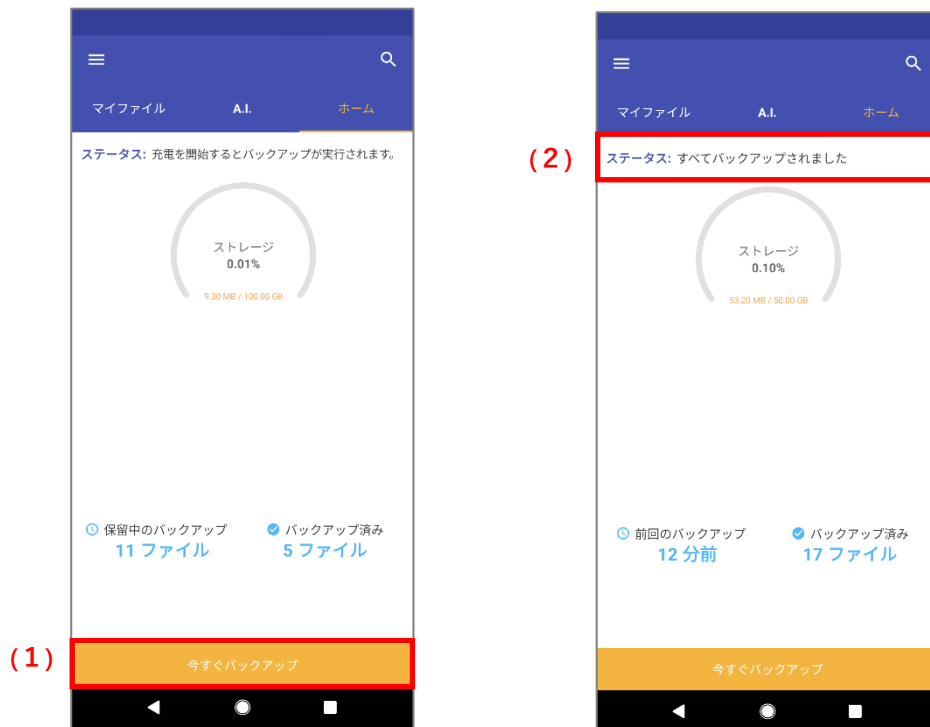 マイファイル A.I. ホーム
ステータス: 充電を開始するとバックアップが実行されます。
ストレージ
0.01%
9.20 MB / 100.00 GB
保留中のバックアップ バックアップ済み
11 ファイル 5 ファイル
(1)
今すぐバックアップ
マイファイル A.I. ホーム
(2)
ステータス: すべてバックアップされました
ストレージ
0.10%
53.20 MB / 50.00 GB
前回のバックアップ バックアップ済み
12 分前 17 ファイル
今すぐバックアップ